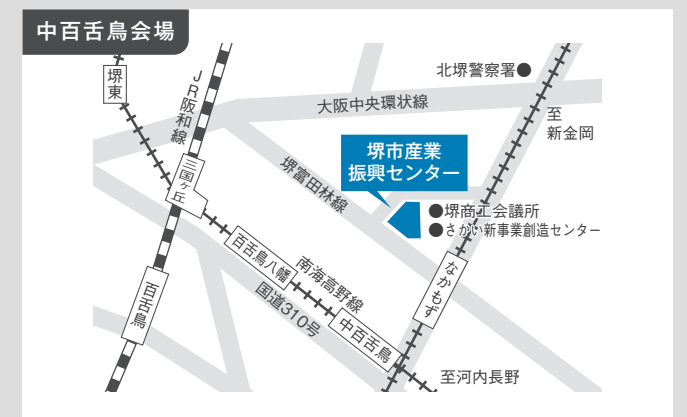 中百舌鳥会場
堺東
JR阪和線
北堺警察署●
大阪中央環状線
至
新金岡
堺市産業
振興センター
三国ヶ丘
堺富田林線
●堺商工会議所
●さかい新事業創造センター
百舌鳥八幡
南海高野線
なかもず
百舌鳥
国道310号
中百舌鳥
至河内長野